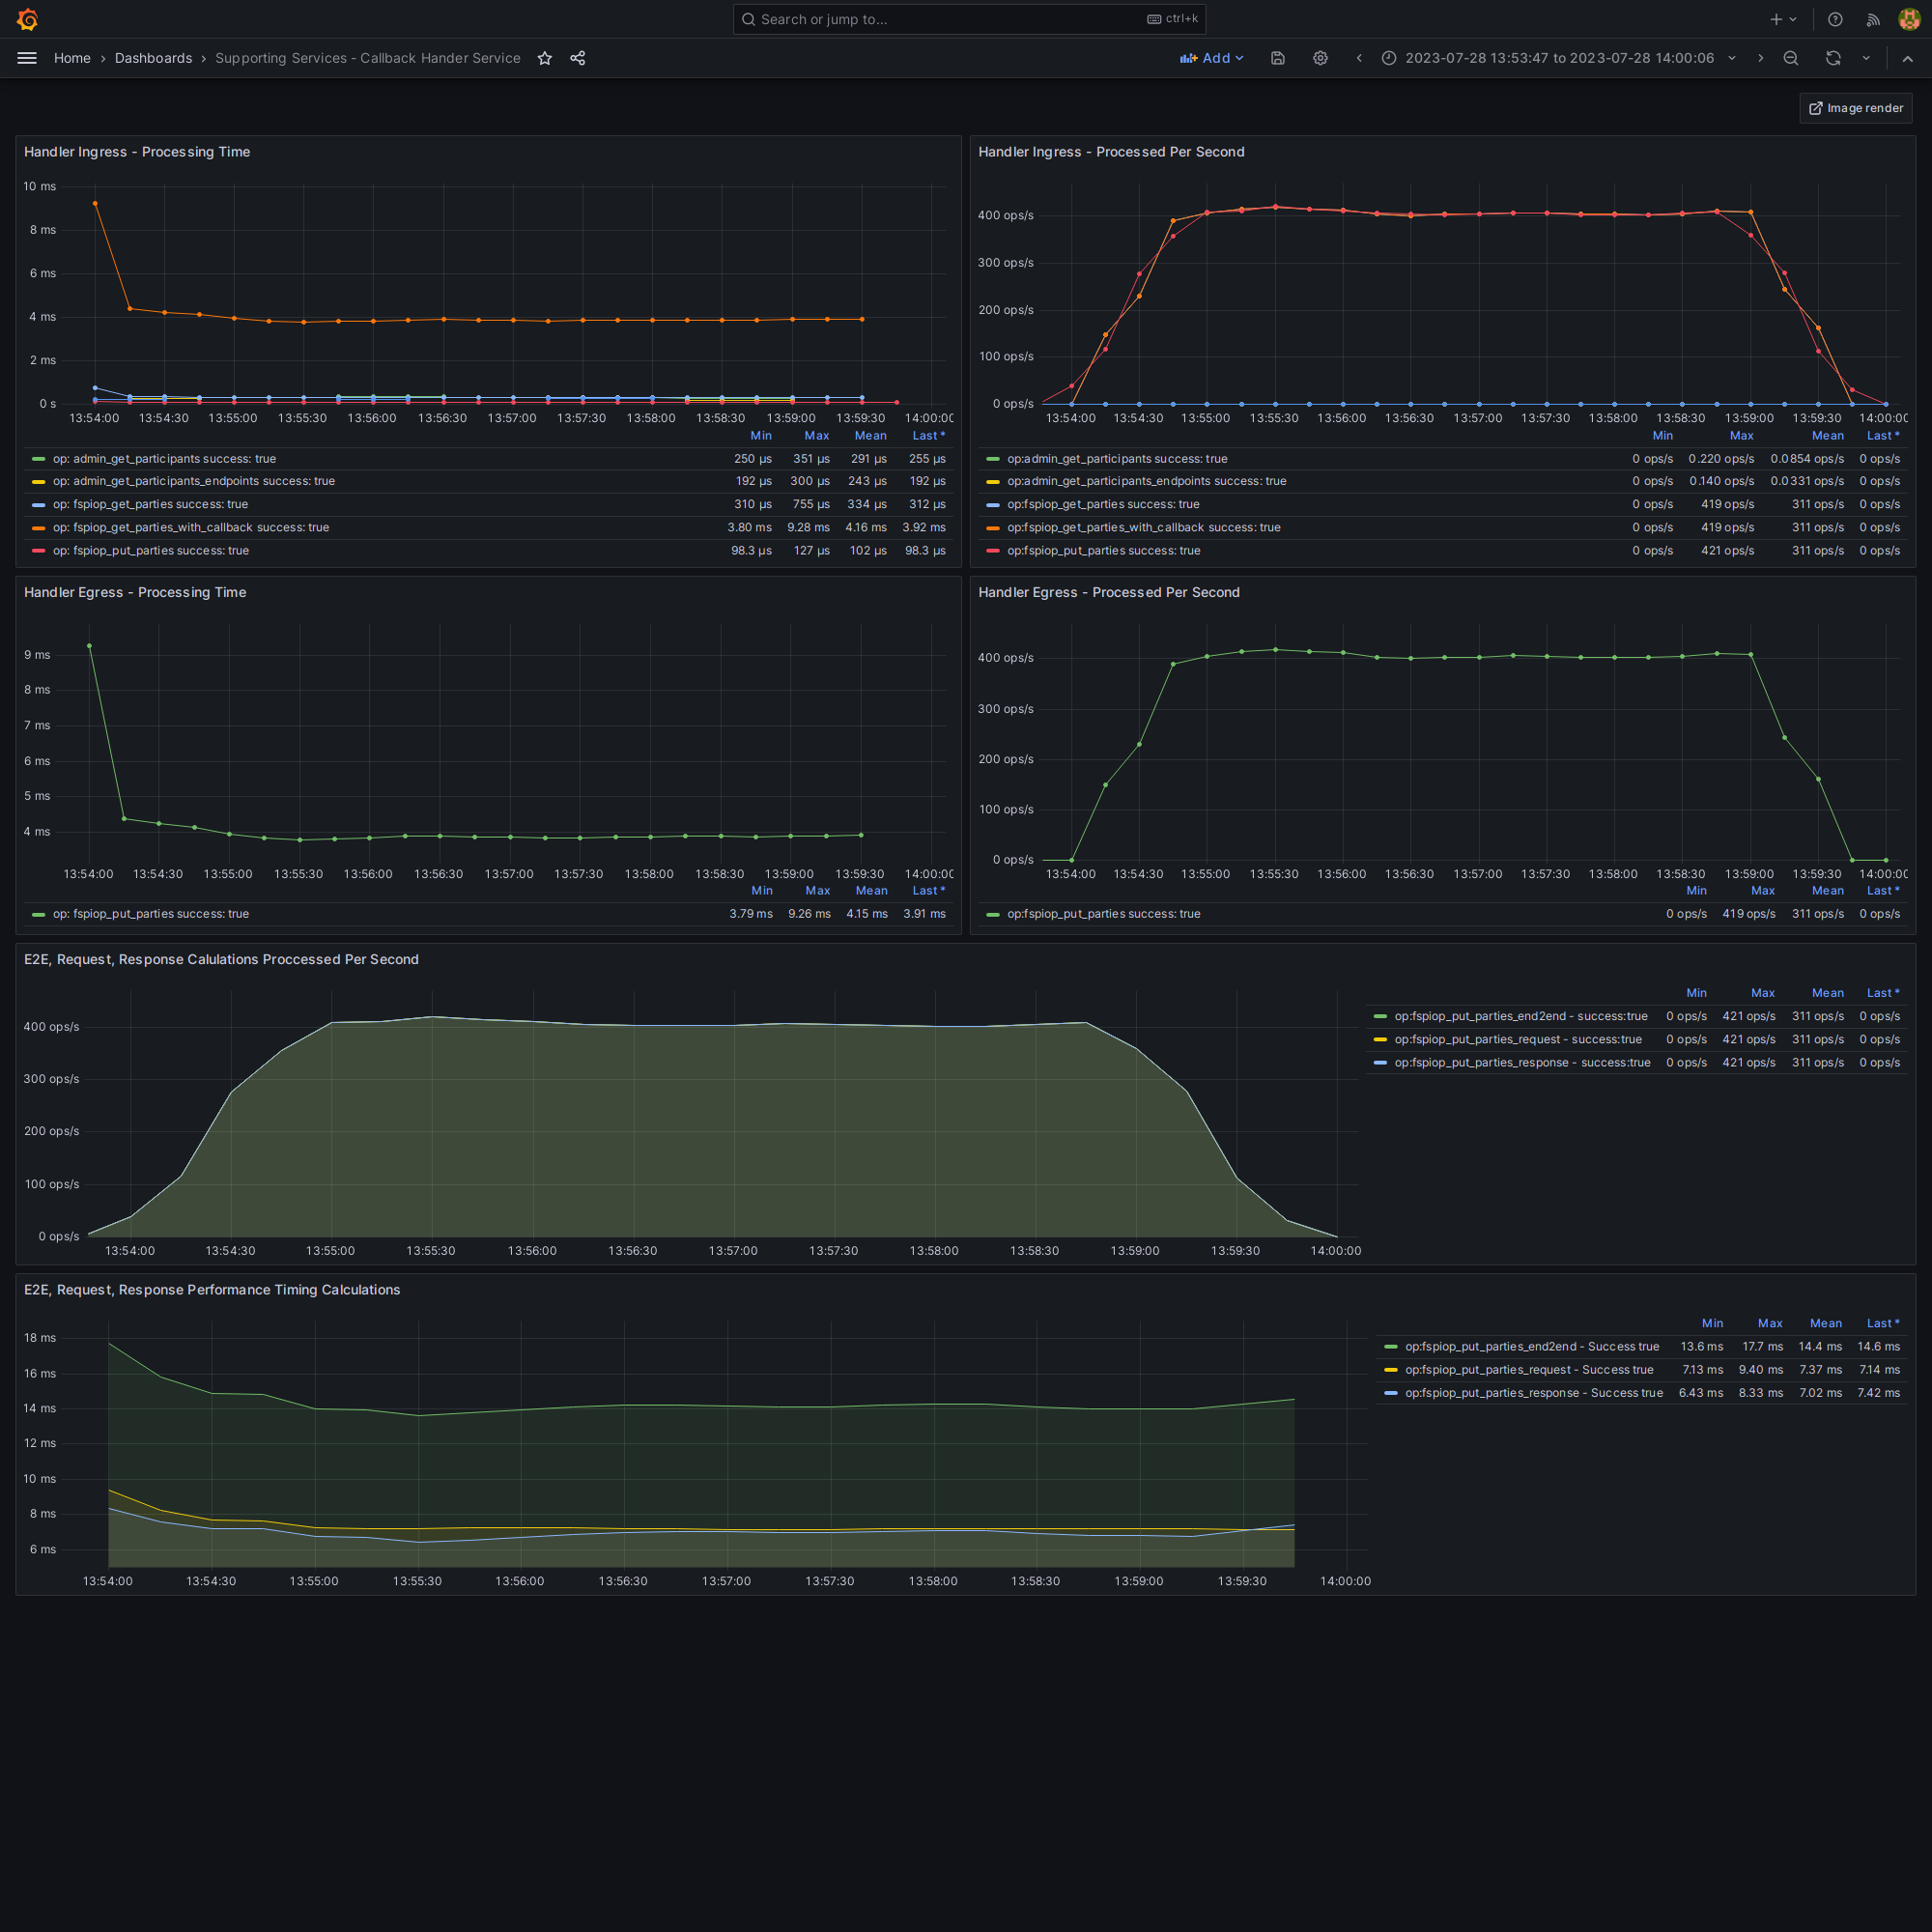 Search or jump to...
ctrl+k
Home › Dashboards › Supporting Services - Callback Hander Service
Add
2023-07-28 13:53:47 to 2023-07-28 14:00:06
Image render
Handler Ingress - Processing Time
10 ms
8 ms
6 ms
4 ms
2 ms
0 s
13:54:00 13:54:30 13:55:00 13:55:30 13:56:00 13:56:30 13:57:00 13:57:30 13:58:00 13:58:30 13:59:00 13:59:30 14:00:00
Min Max Mean Last *
op: admin_get_participants success: true 250 µs 351 µs 291 µs 255 µs
op: admin_get_participants_endpoints success: true 192 µs 300 µs 243 µs 192 µs
op: fspiop_get_parties success: true 310 µs 755 µs 334 µs 312 µs
op: fspiop_get_parties_with_callback success: true 3.80 ms 9.28 ms 4.16 ms 3.92 ms
op: fspiop_put_parties success: true 98.3 µs 127 µs 102 µs 98.3 µs
Handler Ingress - Processed Per Second
400 ops/s
300 ops/s
200 ops/s
100 ops/s
0 ops/s
13:54:00 13:54:30 13:55:00 13:55:30 13:56:00 13:56:30 13:57:00 13:57:30 13:58:00 13:58:30 13:59:00 13:59:30 14:00:00
Min Max Mean Last *
op:admin_get_participants success: true 0 ops/s 0.220 ops/s 0.0854 ops/s 0 ops/s
op:admin_get_participants_endpoints success: true 0 ops/s 0.140 ops/s 0.0331 ops/s 0 ops/s
op:fspiop_get_parties success: true 0 ops/s 419 ops/s 311 ops/s 0 ops/s
op:fspiop_get_parties_with_callback success: true 0 ops/s 419 ops/s 311 ops/s 0 ops/s
op:fspiop_put_parties success: true 0 ops/s 421 ops/s 311 ops/s 0 ops/s
Handler Egress - Processing Time
9 ms
8 ms
7 ms
6 ms
5 ms
4 ms
13:54:00 13:54:30 13:55:00 13:55:30 13:56:00 13:56:30 13:57:00 13:57:30 13:58:00 13:58:30 13:59:00 13:59:30 14:00:00
Min Max Mean Last *
op: fspiop_put_parties success: true 3.79 ms 9.26 ms 4.15 ms 3.91 ms
Handler Egress - Processed Per Second
400 ops/s
300 ops/s
200 ops/s
100 ops/s
0 ops/s
13:54:00 13:54:30 13:55:00 13:55:30 13:56:00 13:56:30 13:57:00 13:57:30 13:58:00 13:58:30 13:59:00 13:59:30 14:00:00
Min Max Mean Last *
op:fspiop_put_parties success: true 0 ops/s 419 ops/s 311 ops/s 0 ops/s
E2E, Request, Response Calulations Proccessed Per Second
400 ops/s
300 ops/s
200 ops/s
100 ops/s
0 ops/s
13:54:00 13:54:30 13:55:00 13:55:30 13:56:00 13:56:30 13:57:00 13:57:30 13:58:00 13:58:30 13:59:00 13:59:30 14:00:00
Min Max Mean Last *
op:fspiop_put_parties_end2end - success:true 0 ops/s 421 ops/s 311 ops/s 0 ops/s
op:fspiop_put_parties_request - success:true 0 ops/s 421 ops/s 311 ops/s 0 ops/s
op:fspiop_put_parties_response - success:true 0 ops/s 421 ops/s 311 ops/s 0 ops/s
E2E, Request, Response Performance Timing Calculations
18 ms
16 ms
14 ms
12 ms
10 ms
8 ms
6 ms
13:54:00 13:54:30 13:55:00 13:55:30 13:56:00 13:56:30 13:57:00 13:57:30 13:58:00 13:58:30 13:59:00 13:59:30 14:00:00
Min Max Mean Last *
op:fspiop_put_parties_end2end - Success true 13.6 ms 17.7 ms 14.4 ms 14.6 ms
op:fspiop_put_parties_request - Success true 7.13 ms 9.40 ms 7.37 ms 7.14 ms
op:fspiop_put_parties_response - Success true 6.43 ms 8.33 ms 7.02 ms 7.42 ms